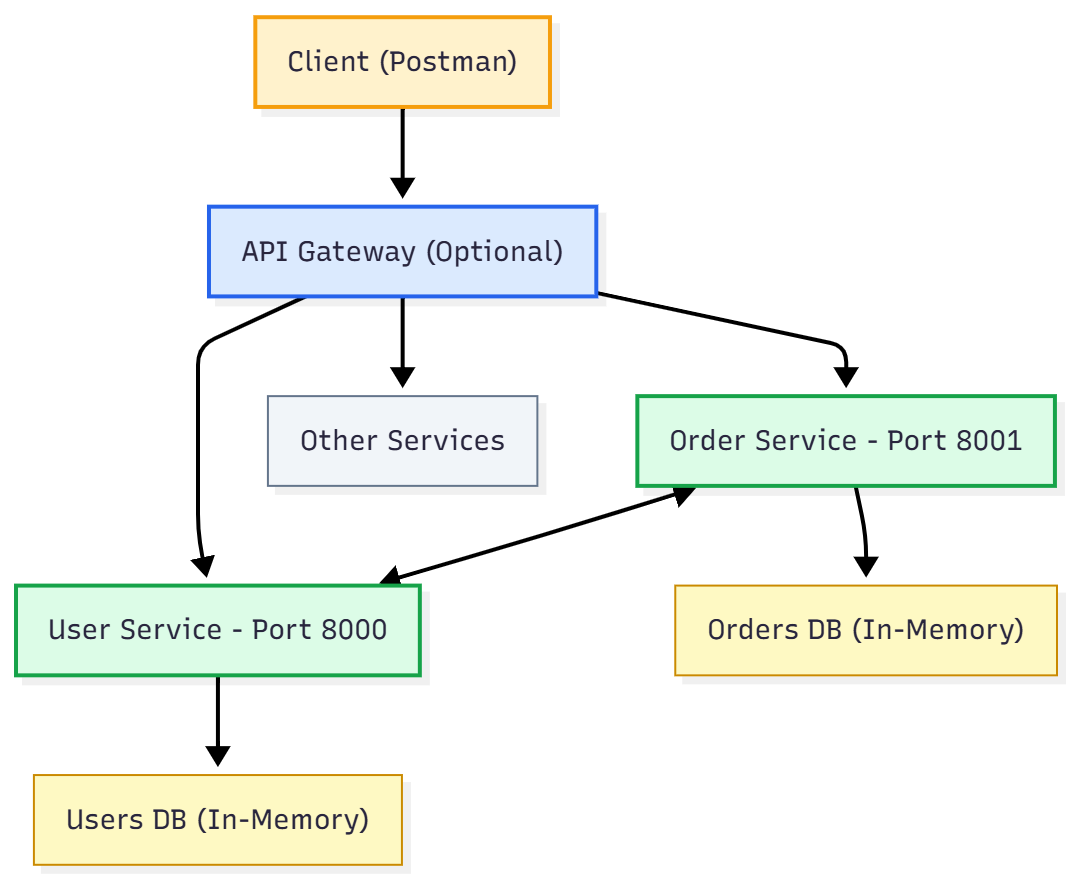 Client (Postman)
API Gateway (Optional)
Other Services
Order Service - Port 8001
User Service - Port 8000
Orders DB (In-Memory)
Users DB (In-Memory)